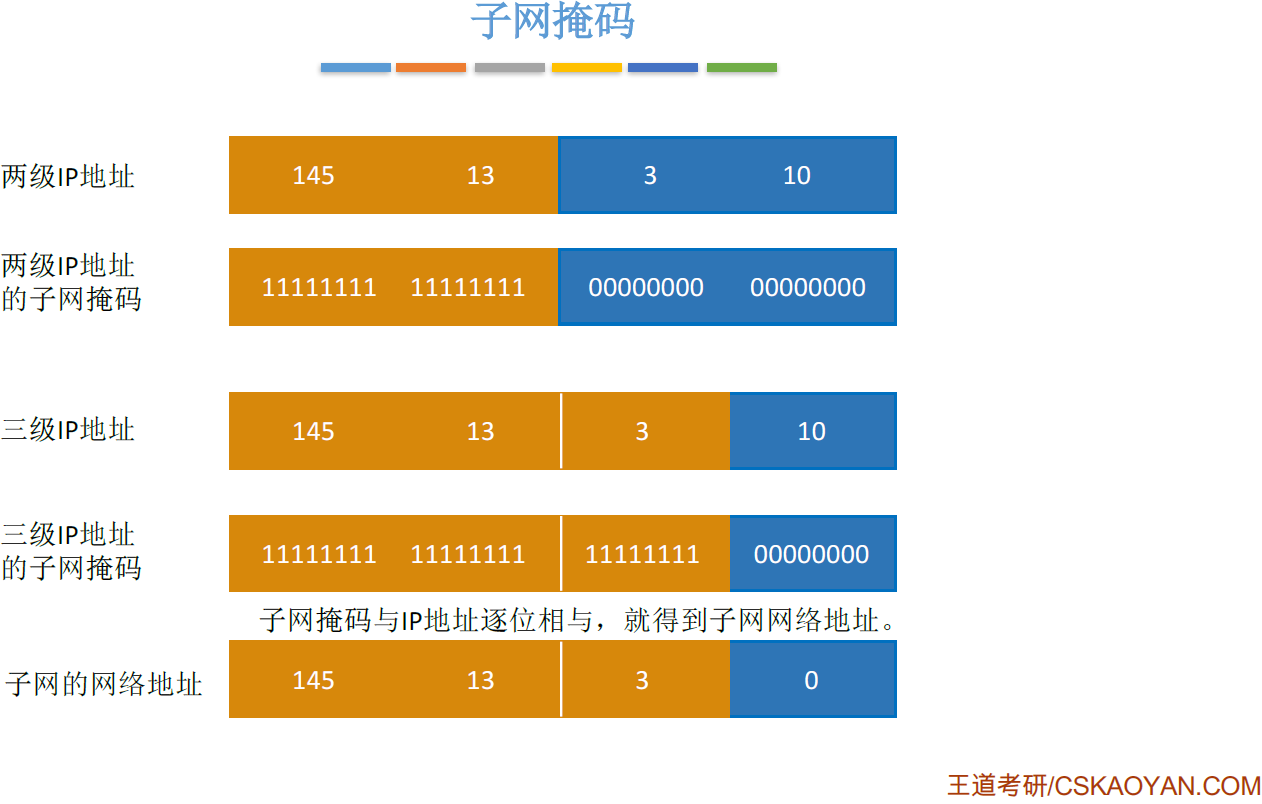 子网掩码
两级IP地址
145 13 3 10
两级IP地址
的子网掩码
11111111 11111111 00000000 00000000
三级IP地址
145 13 3 10
三级IP地址
的子网掩码
11111111 11111111 11111111 00000000
子网掩码与IP地址逐位相与，就得到子网网络地址。
子网的网络地址
145 13 3 0
王道考研/CSKAOYAN.COM